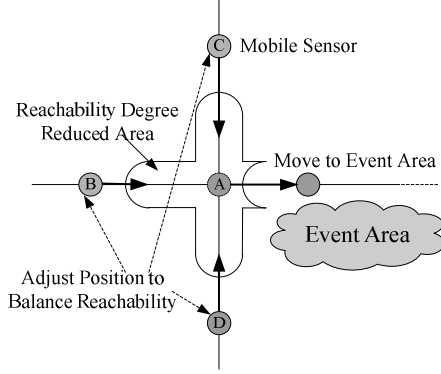 C
Mobile Sensor
Reachability Degree
Reduced Area
Move to Event Area
B
A
Event Area
Adjust Position to
Balance Reachability
D